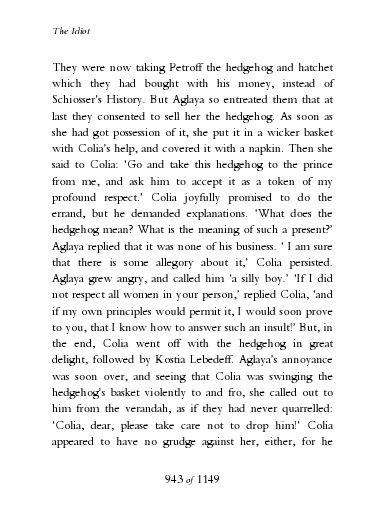 The Idiot
They were now taking Petroff the hedgehog and hatchet
which they had bought with his money, instead of
Schiosser's History. But Aglaya so entreated them that at
last they consented to sell her the hedgehog. As soon as
she had got possession of it, she put it in a wicker basket
with Colia's help, and covered it with a napkin. Then she
said to Colia: 'Go and take this hedgehog to the prince
from me, and ask him to accept it as a token of my
profound respect.' Colia joyfully promised to do the
errand, but he demanded explanations. 'What does the
hedgehog mean? What is the meaning of such a present?'
Aglaya replied that it was none of his business. ' I am sure
that there is some allegory about it,' Colia persisted.
Aglaya grew angry, and called him 'a silly boy.' 'If I did
not respect all women in your person,' replied Colia, 'and
if my own principles would permit it, I would soon prove
to you, that I know how to answer such an insult!' But, in
the end, Colia went off with the hedgehog in great
delight, followed by Kostia Lebedeff. Aglaya's annoyance
was soon over, and seeing that Colia was swinging the
hedgehog's basket violently to and fro, she called out to
him from the verandah, as if they had never quarrelled:
'Colia, dear, please take care not to drop him!' Colia
appeared to have no grudge against her, either, for he
943 of 1149